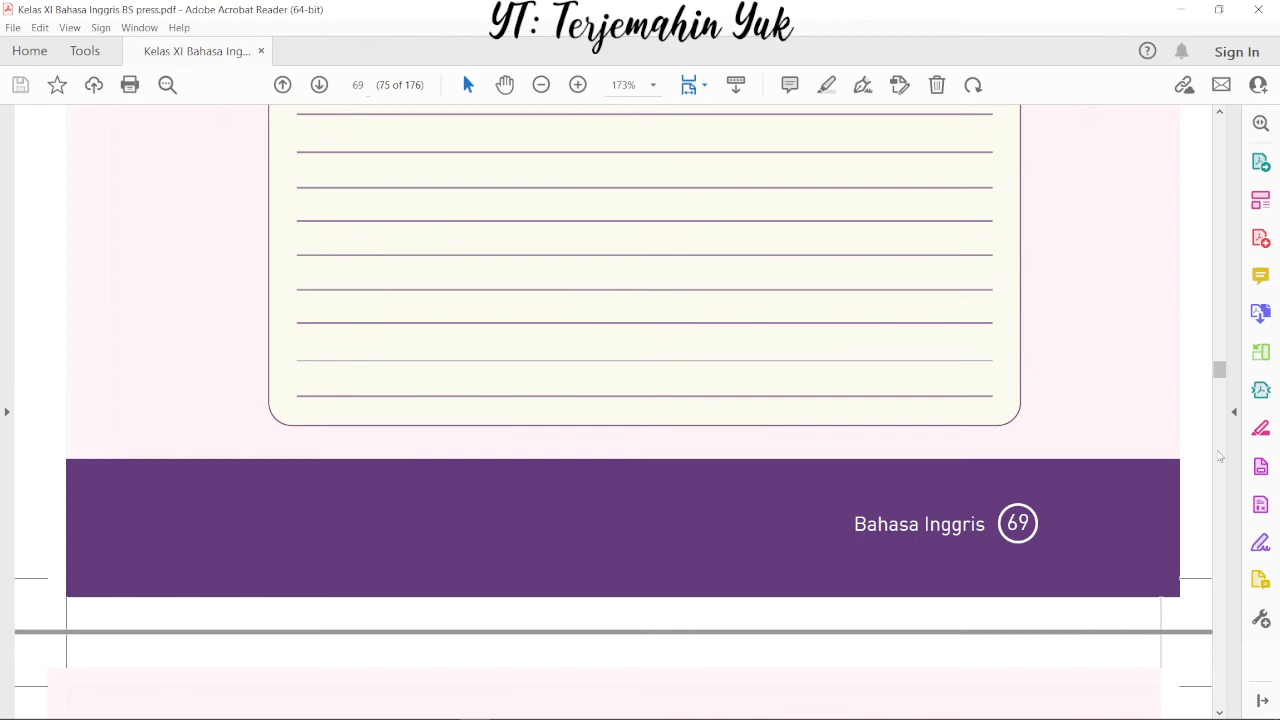 Kelas XI Bahasa Inggris BS press.pdf - Adobe Acrobat Reader (64-bit)
YT: Terjemahin Yuk
File Edit View Sign Window Help
Home Tools Kelas XI Bahasa Ing... × Sign In
69 (75 of 176) 173%
Bahasa Inggris 69